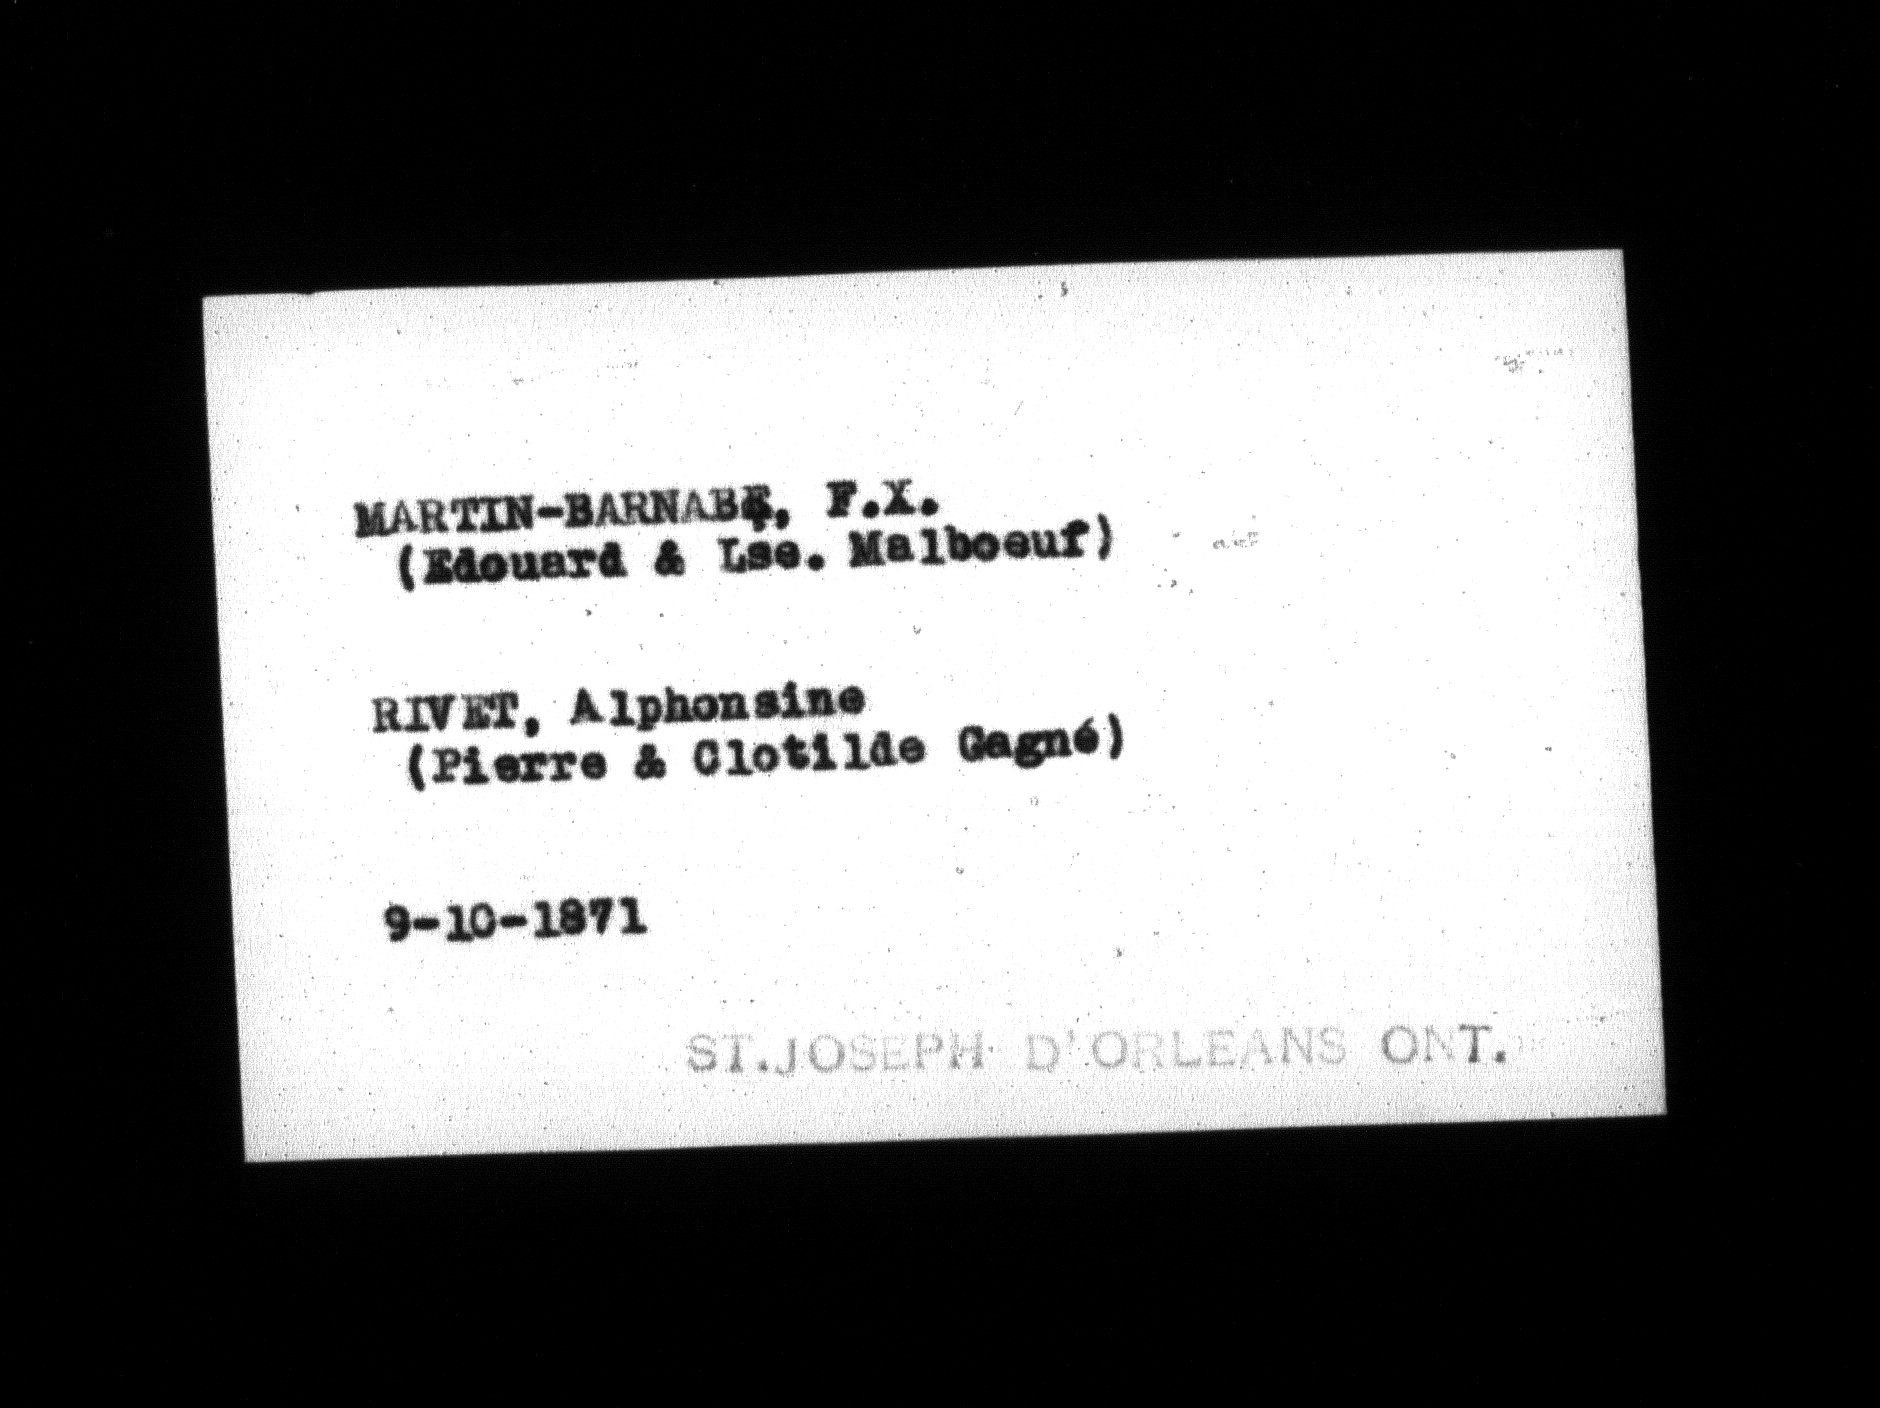 MARTIN-BARNABE, F.X.
(Edouard & Lse. Malboeuf)
RIVET, Alphonsine
(Pierre & Clotilde Gagné)
9-10-1871
ST.JOSEPH D'ORLEANS ONT.